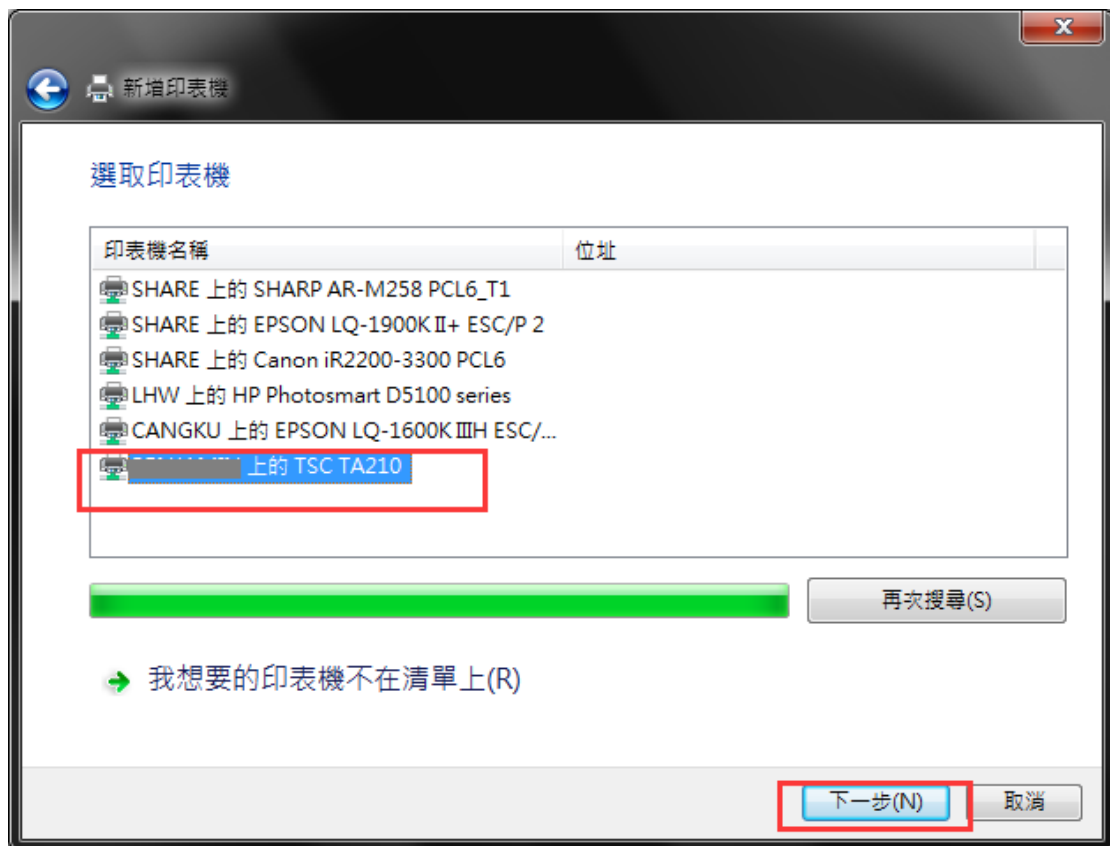 新增印表機
選取印表機
印表機名稱 位址
SHARE 上的 SHARP AR-M258 PCL6_T1
SHARE 上的 EPSON LQ-1900KⅡ+ ESC/P 2
SHARE 上的 Canon iR2200-3300 PCL6
LHW 上的 HP Photosmart D5100 series
CANGKU 上的 EPSON LQ-1600KⅢH ESC/...
上的 TSC TA210
再次搜尋(S)
我想要的印表機不在清單上(R)
下一步(N) 取消